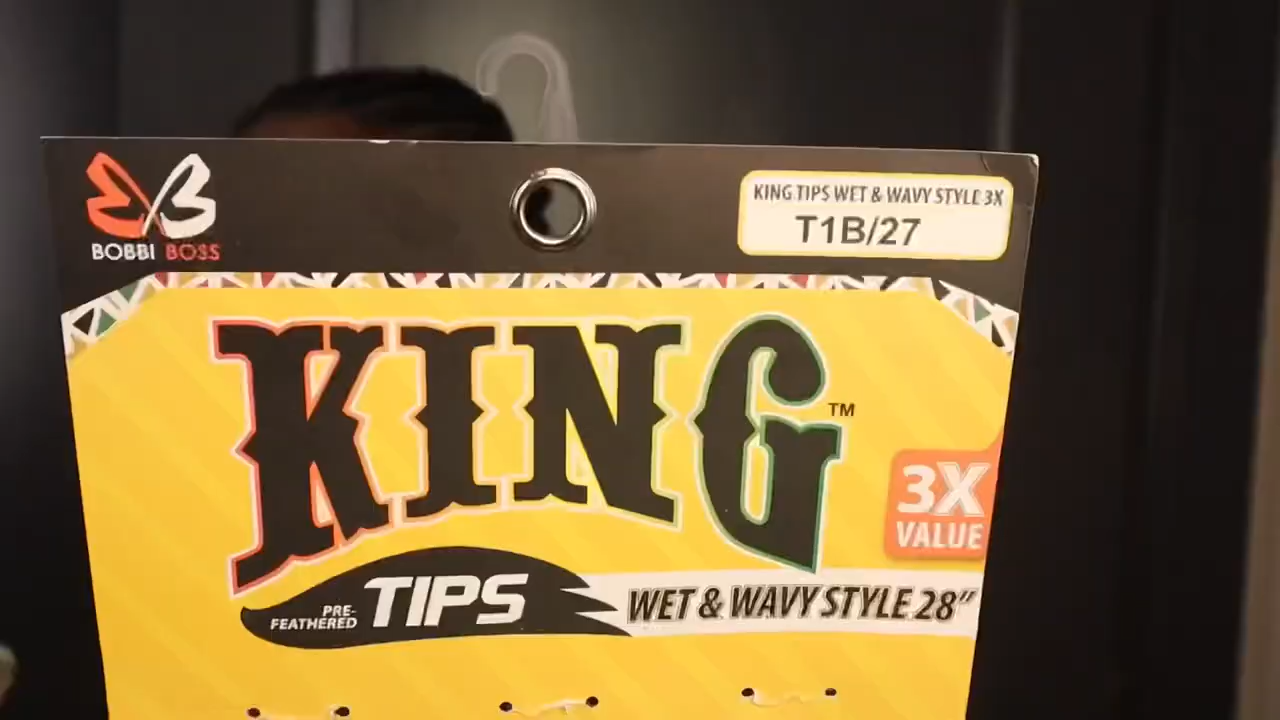 BOBBI BOSS
KING TIPS WET & WAVY STYLE 3X
T1B/27
KING™
3X
VALUE
PRE-
FEATHERED
TIPS
WET & WAVY STYLE 28"